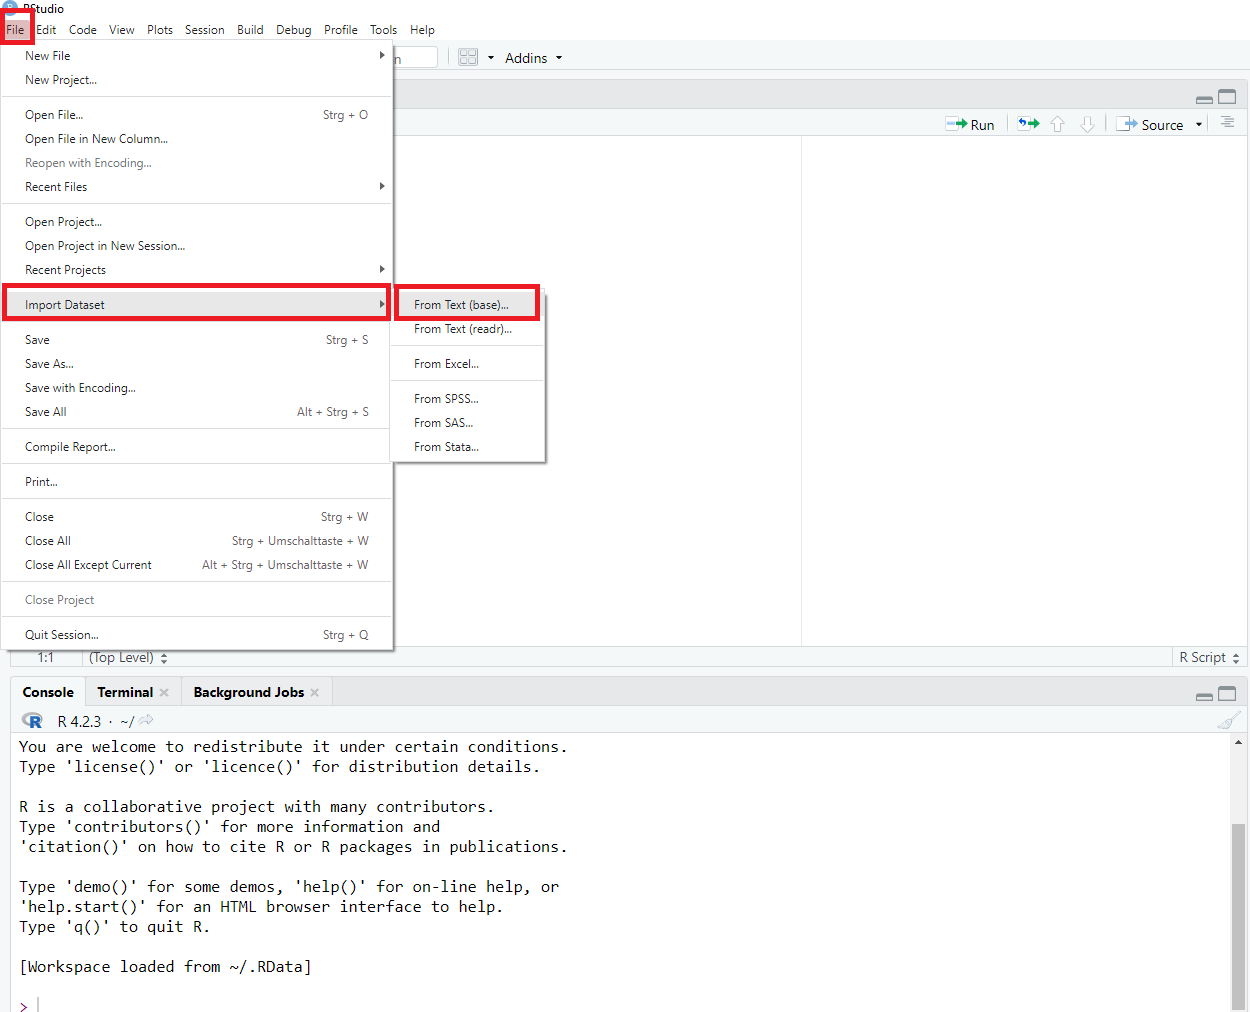 RStudio
File Edit Code View Plots Session Build Debug Profile Tools Help
New File
New Project...
Addins
Open File... Strg + O
Open File in New Column...
Reopen with Encoding...
Recent Files
Run
Source
Open Project...
Open Project in New Session...
Recent Projects
Import Dataset
From Text (base)...
From Text (readr)...
From Excel...
From SPSS...
From SAS...
From Stata...
Save Strg + S
Save As...
Save with Encoding...
Save All Alt + Strg + S
Compile Report...
Print...
Close Strg + W
Close All Strg + Umschalttaste + W
Close All Except Current Alt + Strg + Umschalttaste + W
Close Project
Quit Session... Strg + Q
1:1 (Top Level) R Script
Console Terminal Background Jobs
R R 4.2.3 · ~/
You are welcome to redistribute it under certain conditions.
Type 'license()' or 'licence()' for distribution details.
R is a collaborative project with many contributors.
Type 'contributors()' for more information and
'citation()' on how to cite R or R packages in publications.
Type 'demo()' for some demos, 'help()' for on-line help, or
'help.start()' for an HTML browser interface to help.
Type 'q()' to quit R.
[Workspace loaded from ~/.RData]
>